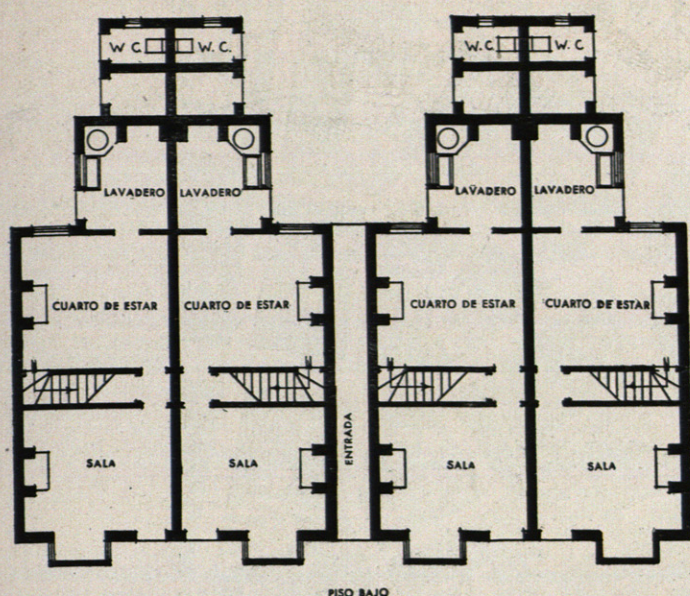 W.C. W.C. W.C. W.C.
LAVADERO LAVADERO LAVADERO LAVADERO
CUARTO DE ESTAR CUARTO DE ESTAR CUARTO DE ESTAR CUARTO DE ESTAR
ENTRADA
SALA SALA SALA SALA
PISO BAJO